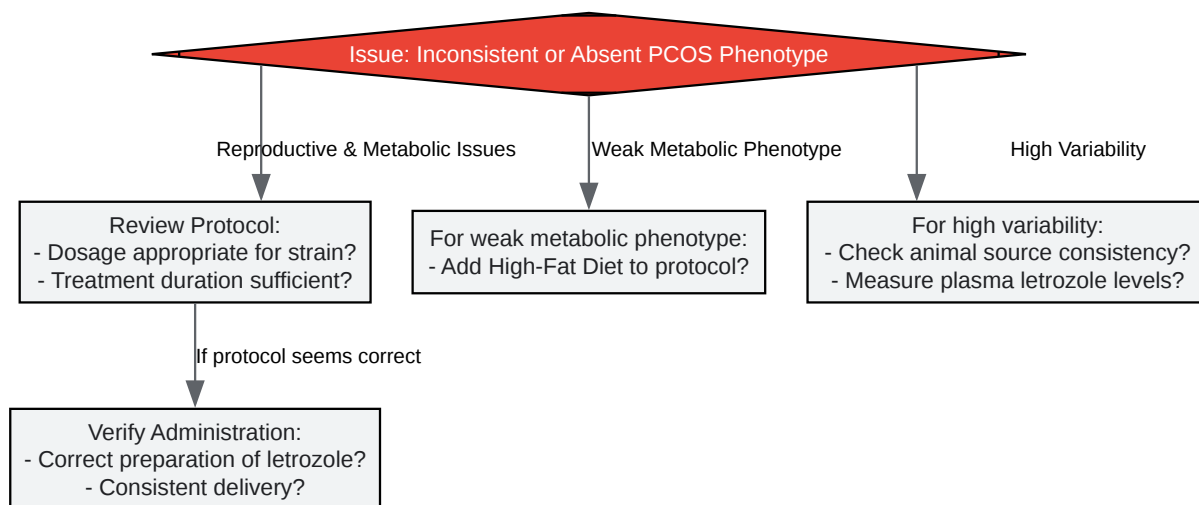 Issue: Inconsistent or Absent PCOS Phenotype
Reproductive & Metabolic Issues
Weak Metabolic Phenotype
High Variability
Review Protocol:
- Dosage appropriate for strain?
- Treatment duration sufficient?
For weak metabolic phenotype:
- Add High-Fat Diet to protocol?
For high variability:
- Check animal source consistency?
- Measure plasma letrozole levels?
If protocol seems correct
Verify Administration:
- Correct preparation of letrozole?
- Consistent delivery?